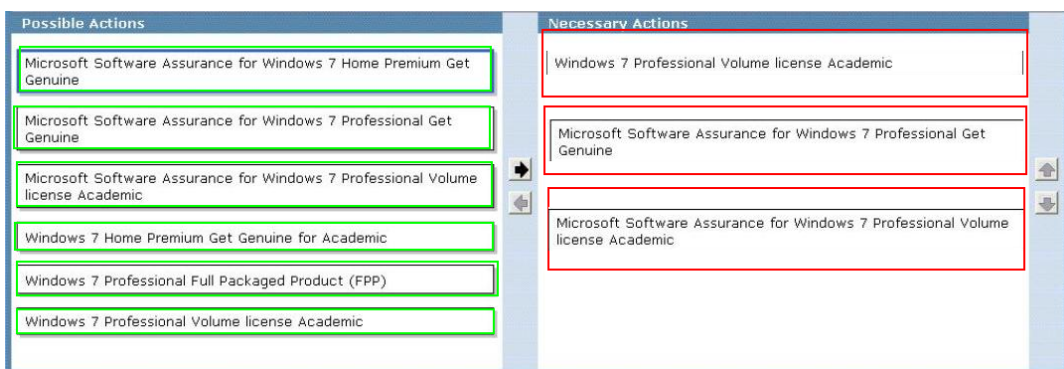 Possible Actions
Microsoft Software Assurance for Windows 7 Home Premium Get
Genuine
Microsoft Software Assurance for Windows 7 Professional Get
Genuine
Microsoft Software Assurance for Windows 7 Professional Volume
license Academic
Windows 7 Home Premium Get Genuine for Academic
Windows 7 Professional Full Packaged Product (FPP)
Windows 7 Professional Volume license Academic
Necessary Actions
Windows 7 Professional Volume license Academic
Microsoft Software Assurance for Windows 7 Professional Get
Genuine
Microsoft Software Assurance for Windows 7 Professional Volume
license Academic